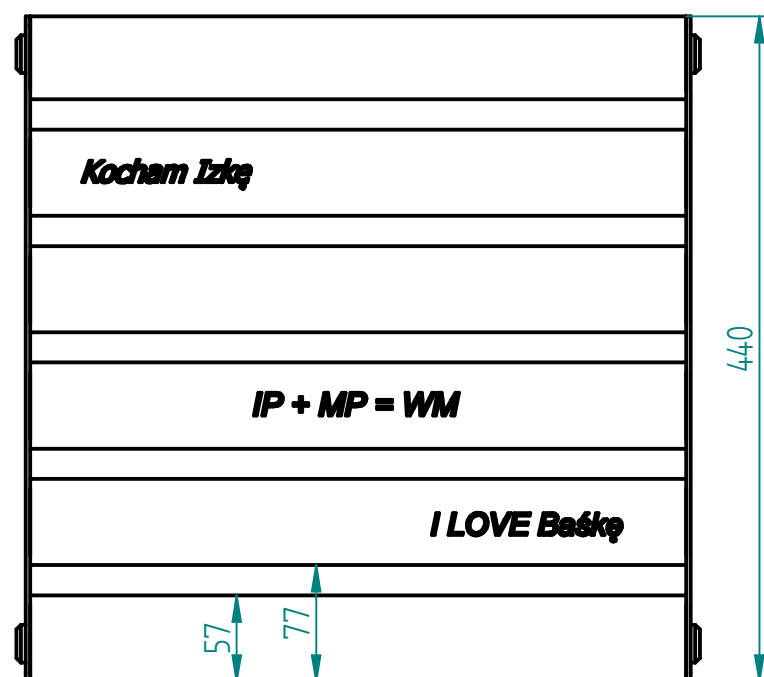 Kocham Izkę
440
IP + MP = WM
I LOVE Baśkę
57
77